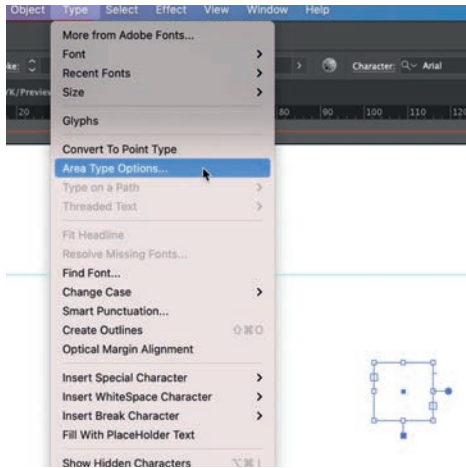 Object Type Select Effect View Window Help
More from Adobe Fonts...
Font
Recent Fonts
Size
Glyphs
Convert To Point Type
Area Type Options...
Type on a Path
Threaded Text
Fit Headline
Resolve Missing Fonts...
Find Font...
Change Case
Smart Punctuation...
Create Outlines ⇧⌘O
Optical Margin Alignment
Insert Special Character
Insert WhiteSpace Character
Insert Break Character
Fill With PlaceHolder Text
Show Hidden Characters ⌥⌘I
ke:
Character: Arial
YK/Preview
20 80 90 100 110 120